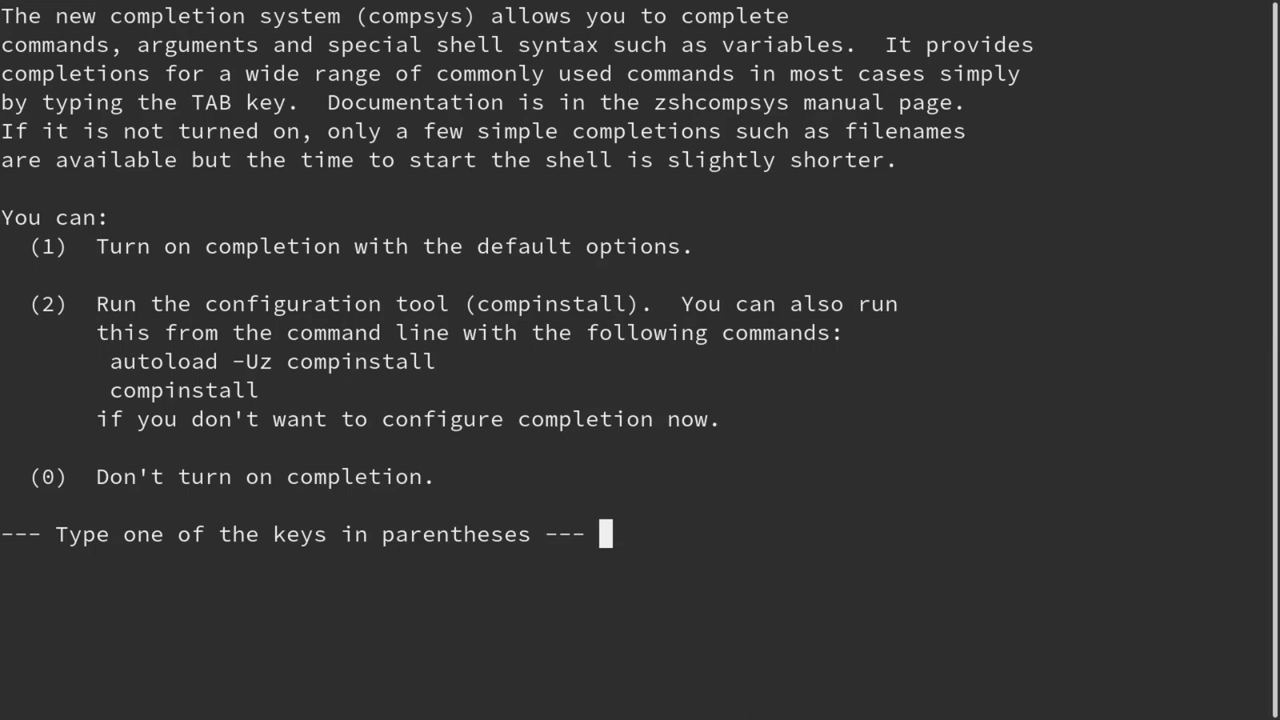 The new completion system (compsys) allows you to complete
commands, arguments and special shell syntax such as variables.  It provides
completions for a wide range of commonly used commands in most cases simply
by typing the TAB key.  Documentation is in the zshcompsys manual page.
If it is not turned on, only a few simple completions such as filenames
are available but the time to start the shell is slightly shorter.

You can:
  (1)  Turn on completion with the default options.

  (2)  Run the configuration tool (compinstall).  You can also run
       this from the command line with the following commands:
        autoload -Uz compinstall
        compinstall
       if you don't want to configure completion now.

  (0)  Don't turn on completion.

--- Type one of the keys in parentheses ---